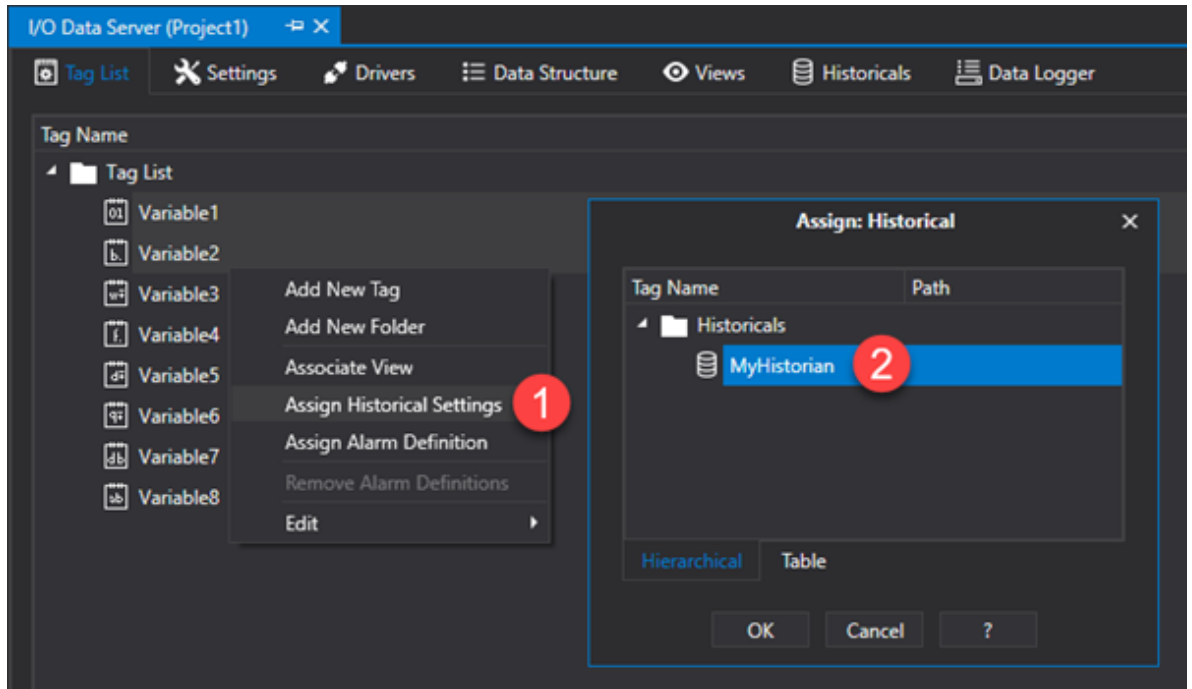 I/O Data Server (Project1)
Tag List Settings Drivers Data Structure Views Historicals Data Logger
Tag Name
Tag List
Variable1
Variable2
Variable3
Variable4
Variable5
Variable6
Variable7
Variable8
Add New Tag
Add New Folder
Associate View
Assign Historical Settings 1
Assign Alarm Definition
Remove Alarm Definitions
Edit
Assign: Historical
Tag Name Path
Historicals
MyHistorian 2
Hierarchical Table
OK Cancel ?